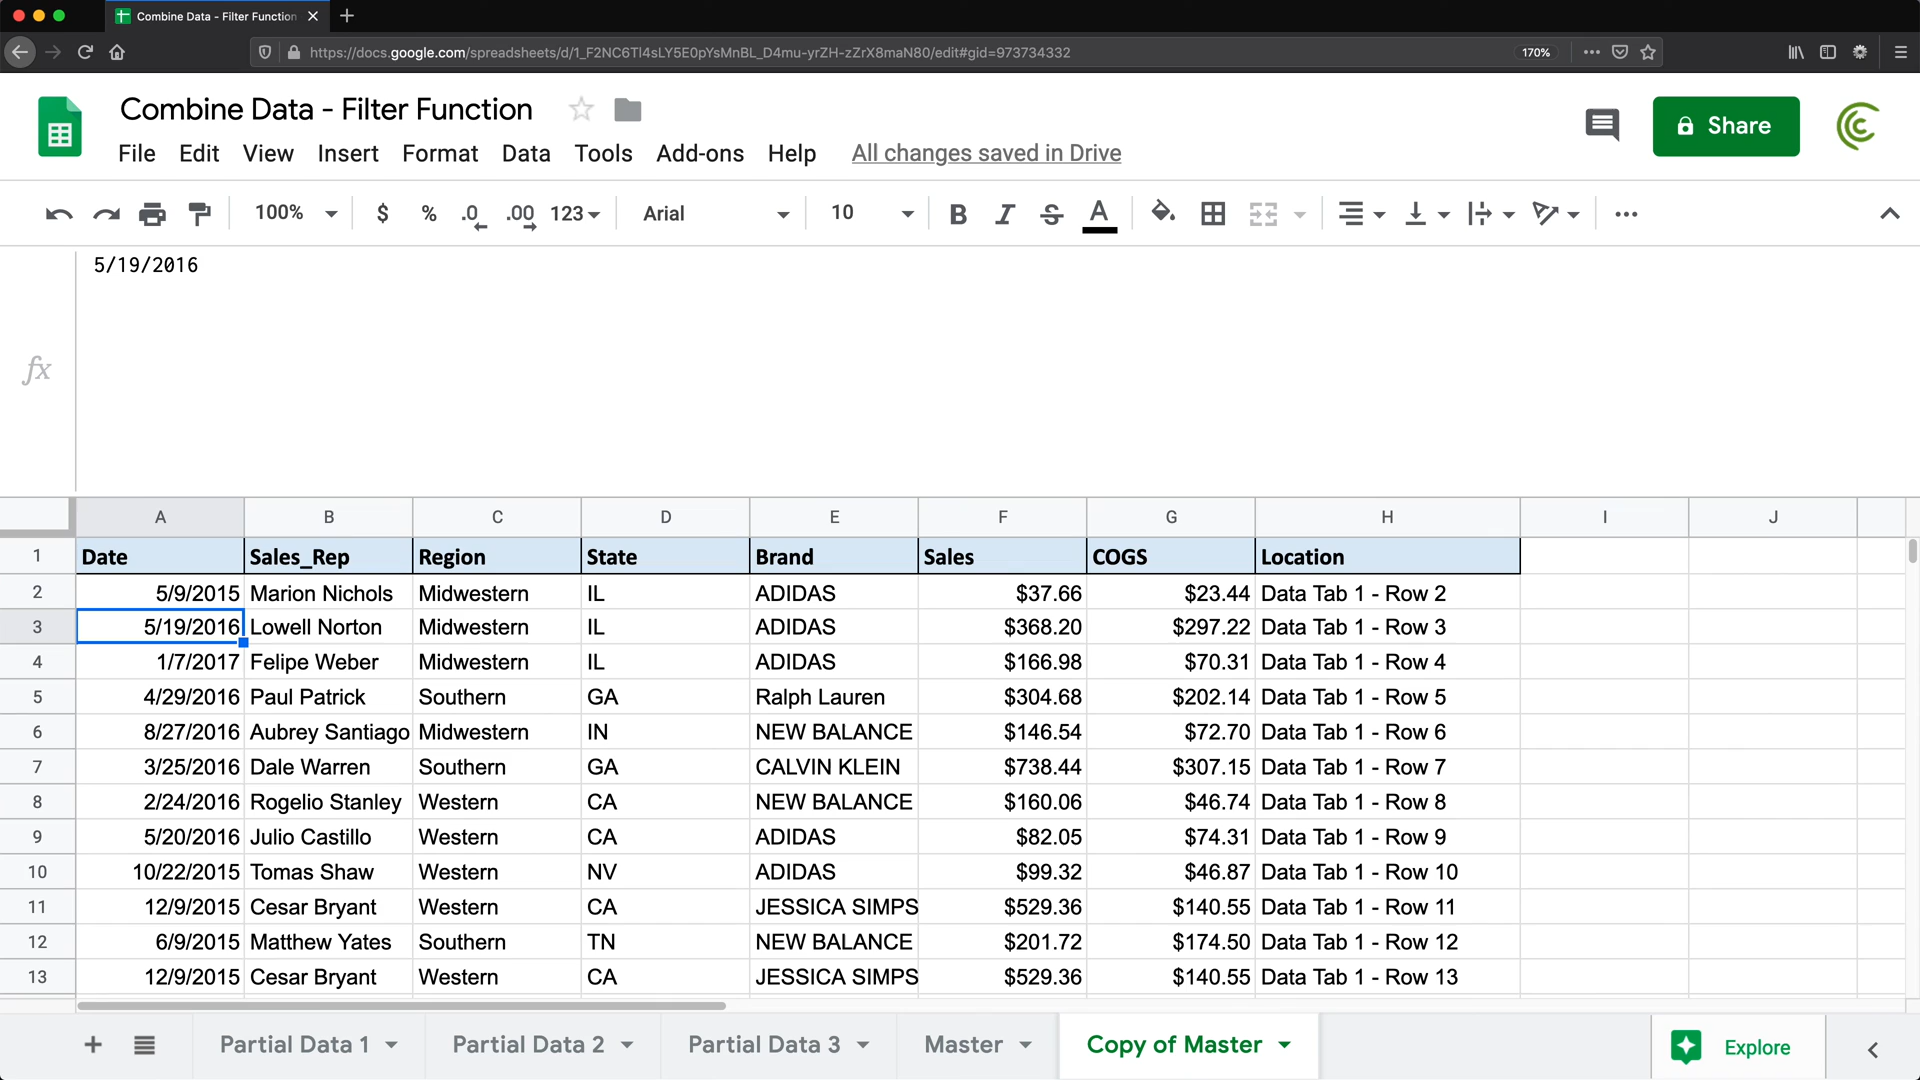 Combine Data - Filter Function
https://docs.google.com/spreadsheets/d/1_F2NC6Tl4sLY5E0pYsMnBL_D4mu-yrZH-zZrX8maN80/edit#gid=973734332
170%
Combine Data - Filter Function
Share
File Edit View Insert Format Data Tools Add-ons Help All changes saved in Drive
100% $ % .0 .00 123 Arial 10 B I S A
5/19/2016
fx
A B C D E F G H I J
1 Date Sales_Rep Region State Brand Sales COGS Location
2 5/9/2015 Marion Nichols Midwestern IL ADIDAS $37.66 $23.44 Data Tab 1 - Row 2
3 5/19/2016 Lowell Norton Midwestern IL ADIDAS $368.20 $297.22 Data Tab 1 - Row 3
4 1/7/2017 Felipe Weber Midwestern IL ADIDAS $166.98 $70.31 Data Tab 1 - Row 4
5 4/29/2016 Paul Patrick Southern GA Ralph Lauren $304.68 $202.14 Data Tab 1 - Row 5
6 8/27/2016 Aubrey Santiago Midwestern IN NEW BALANCE $146.54 $72.70 Data Tab 1 - Row 6
7 3/25/2016 Dale Warren Southern GA CALVIN KLEIN $738.44 $307.15 Data Tab 1 - Row 7
8 2/24/2016 Rogelio Stanley Western CA NEW BALANCE $160.06 $46.74 Data Tab 1 - Row 8
9 5/20/2016 Julio Castillo Western CA ADIDAS $82.05 $74.31 Data Tab 1 - Row 9
10 10/22/2015 Tomas Shaw Western NV ADIDAS $99.32 $46.87 Data Tab 1 - Row 10
11 12/9/2015 Cesar Bryant Western CA JESSICA SIMPS $529.36 $140.55 Data Tab 1 - Row 11
12 6/9/2015 Matthew Yates Southern TN NEW BALANCE $201.72 $174.50 Data Tab 1 - Row 12
13 12/9/2015 Cesar Bryant Western CA JESSICA SIMPS $529.36 $140.55 Data Tab 1 - Row 13
Partial Data 1 Partial Data 2 Partial Data 3 Master Copy of Master Explore